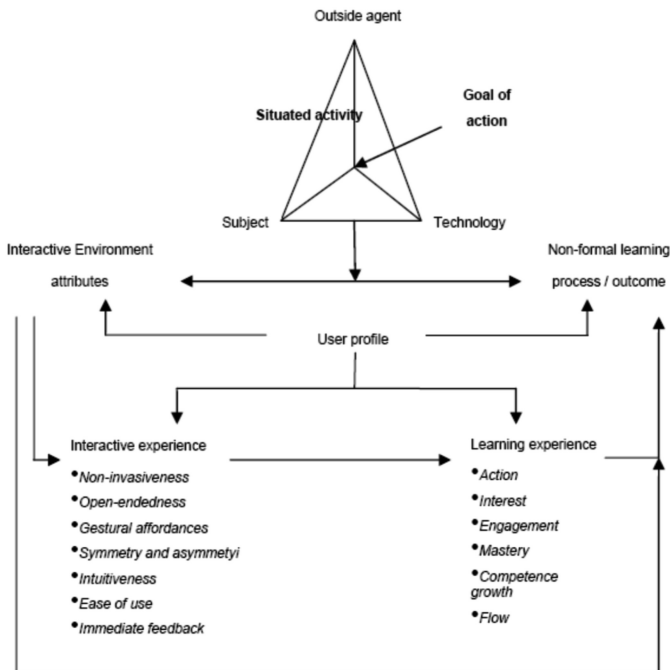 Outside agent
Situated activity
Goal of
action
Subject
Technology
Interactive Environment
attributes
Non-formal learning
process / outcome
User profile
Interactive experience
•Non-invasiveness
•Open-endedness
•Gestural affordances
•Symmetry and asymmetyi
•Intuitiveness
•Ease of use
•Immediate feedback
Learning experience
•Action
•Interest
•Engagement
•Mastery
•Competence
growth
•Flow